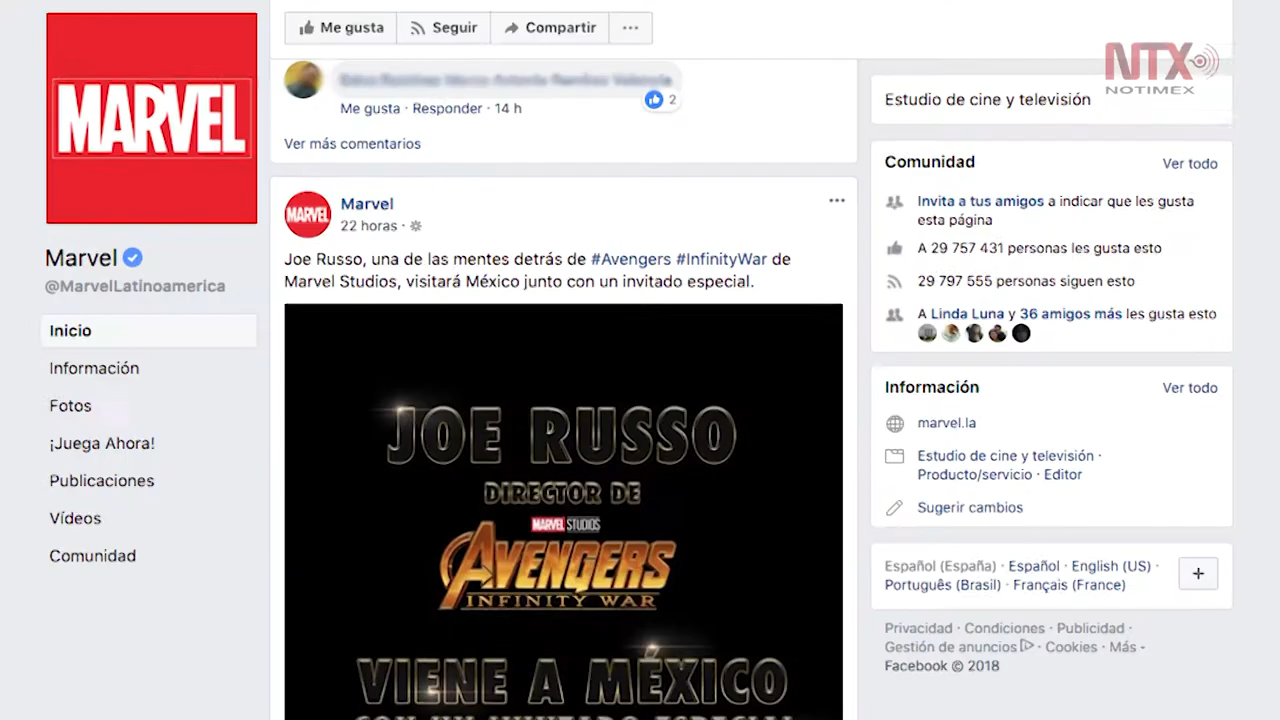 MARVEL
Marvel
@MarvelLatinoamerica
Inicio
Información
Fotos
¡Juega Ahora!
Publicaciones
Vídeos
Comunidad
Me gusta
Seguir
Compartir
...
Me gusta · Responder · 14 h
2
Ver más comentarios
MARVEL
Marvel
22 horas ·
Joe Russo, una de las mentes detrás de #Avengers #InfinityWar de
Marvel Studios, visitará México junto con un invitado especial.
JOE RUSSO
DIRECTOR DE
MARVEL STUDIOS
AVENGERS
INFINITY WAR
VIENE A MÉXICO
CON UN INVITADO ESPECIAL
NTX
NOTIMEX
Estudio de cine y televisión
Comunidad
Ver todo
Invita a tus amigos a indicar que les gusta
esta página
A 29 757 431 personas les gusta esto
29 797 555 personas siguen esto
A Linda Luna y 36 amigos más les gusta esto
Información
Ver todo
marvel.la
Estudio de cine y televisión ·
Producto/servicio · Editor
Sugerir cambios
Español (España) · Español · English (US) ·
Português (Brasil) · Français (France)
+
Privacidad · Condiciones · Publicidad ·
Gestión de anuncios · Cookies · Más
Facebook © 2018